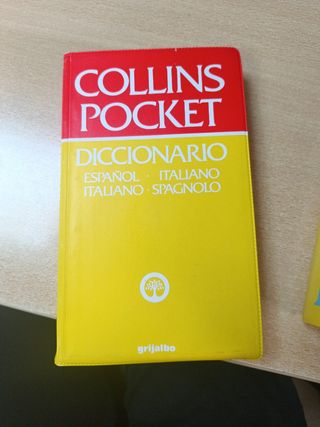 COLLINS
POCKET
DICCIONARIO
ESPAÑOL · ITALIANO
ITALIANO · SPAGNOLO
grijalbo